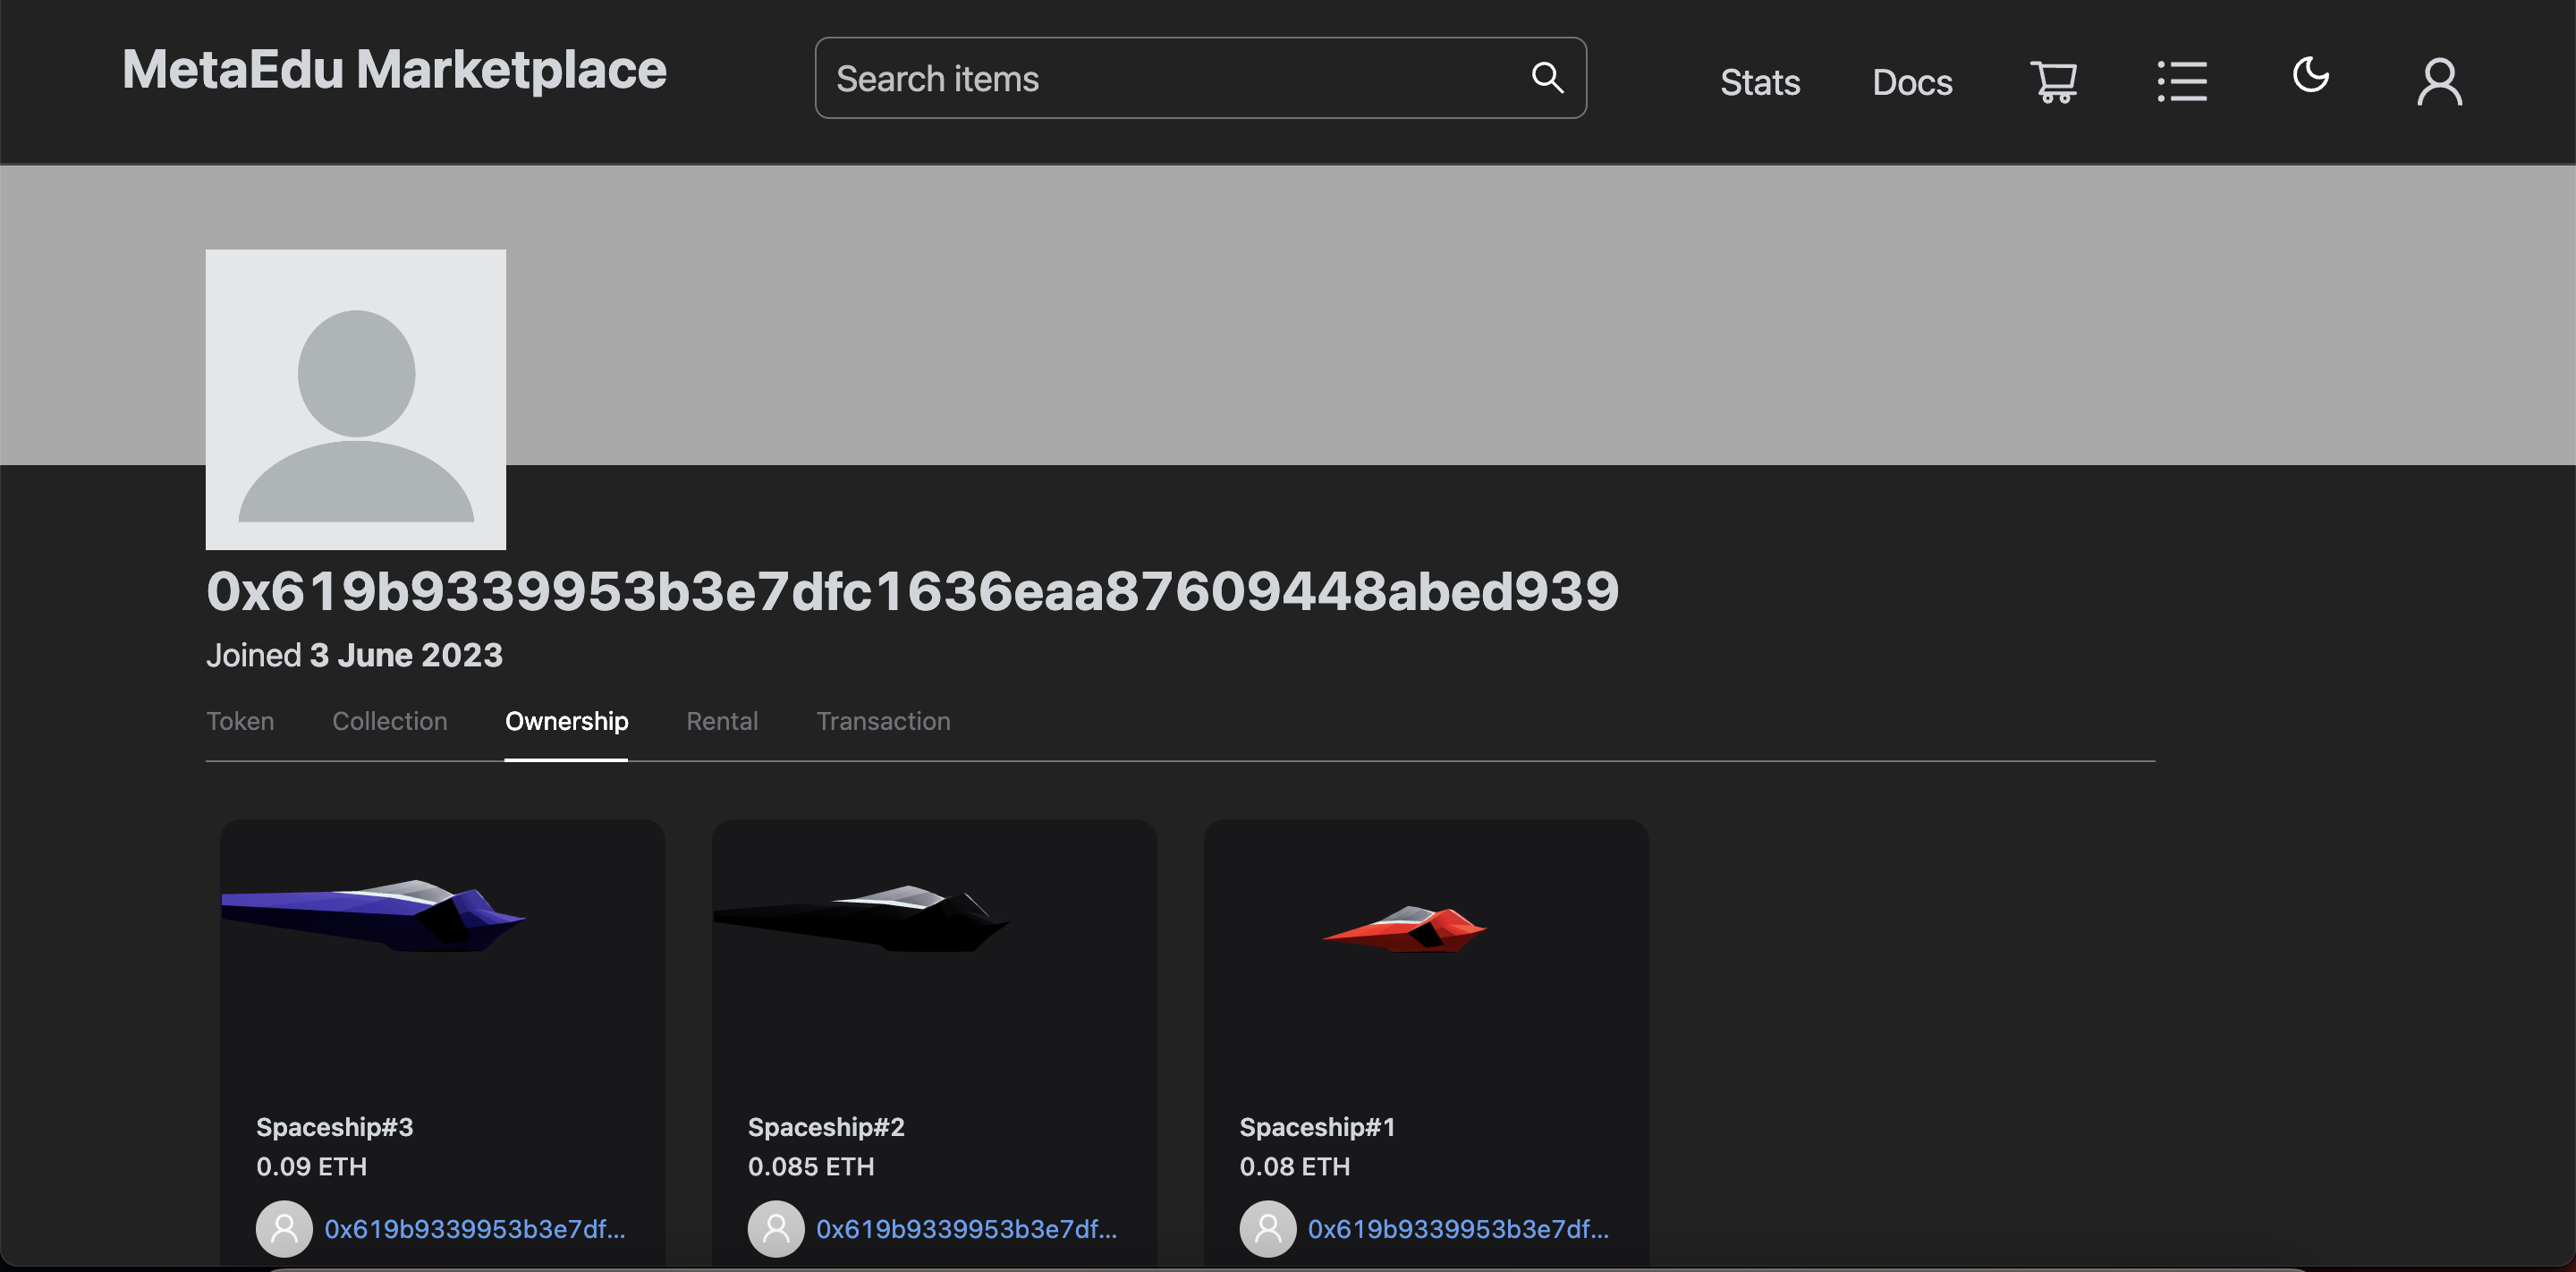 MetaEdu Marketplace
Search items
Stats
Docs
0x619b9339953b3e7dfc1636eaa87609448abed939
Joined 3 June 2023
Token Collection Ownership Rental Transaction
Spaceship#3
0.09 ETH
0x619b9339953b3e7df...
Spaceship#2
0.085 ETH
0x619b9339953b3e7df...
Spaceship#1
0.08 ETH
0x619b9339953b3e7df...